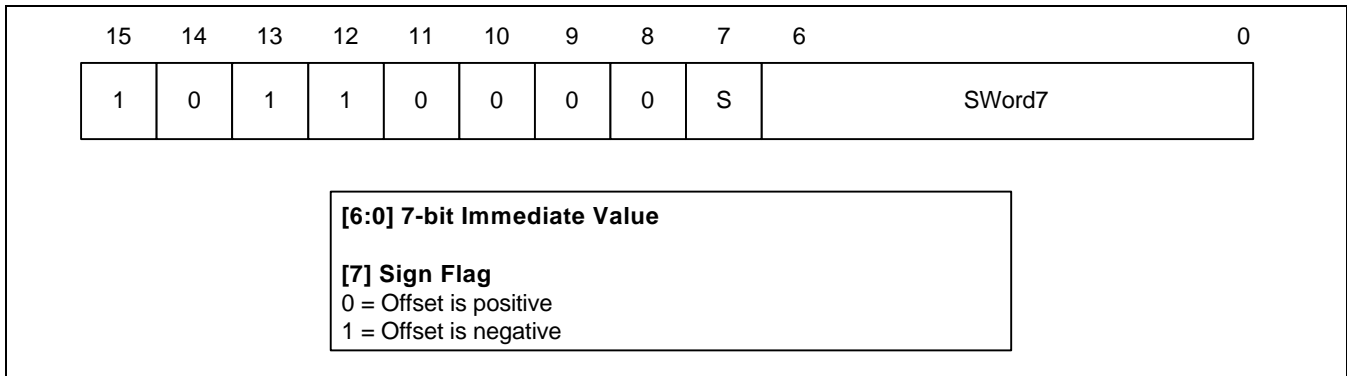 15 14 13 12 11 10 9 8 7 6 0
1 0 1 1 0 0 0 0 S SWord7
[6:0] 7-bit Immediate Value
[7] Sign Flag
0 = Offset is positive
1 = Offset is negative